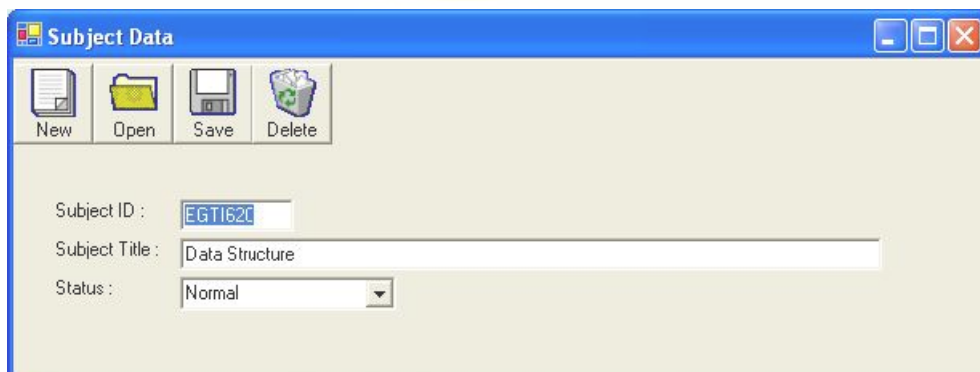 Subject Data
New Open Save Delete
Subject ID : EGTI620
Subject Title : Data Structure
Status : Normal